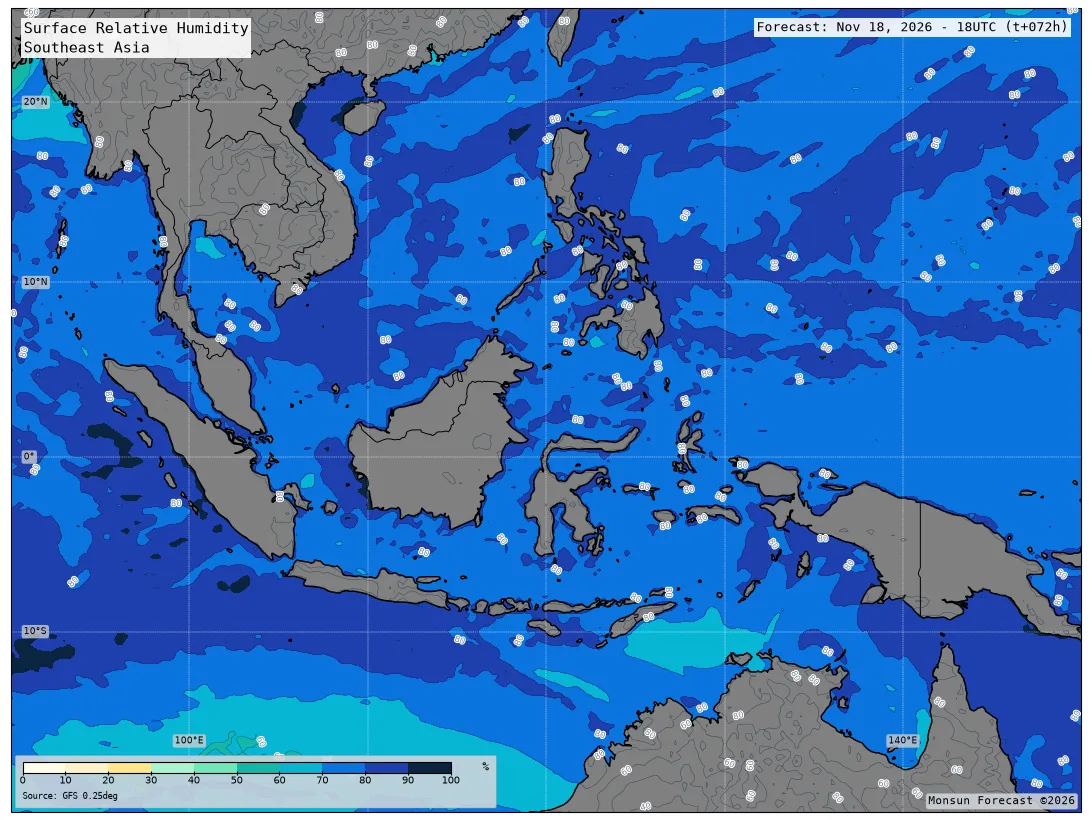 Surface Relative Humidity
Southeast Asia
Forecast: Nov 18, 2026 - 18UTC (t+072h)
20°N
10°N
0°
10°S
100°E
140°E
0 10 20 30 40 50 60 70 80 90 100
%
Source: GFS 0.25deg
Monsun Forecast ©2026